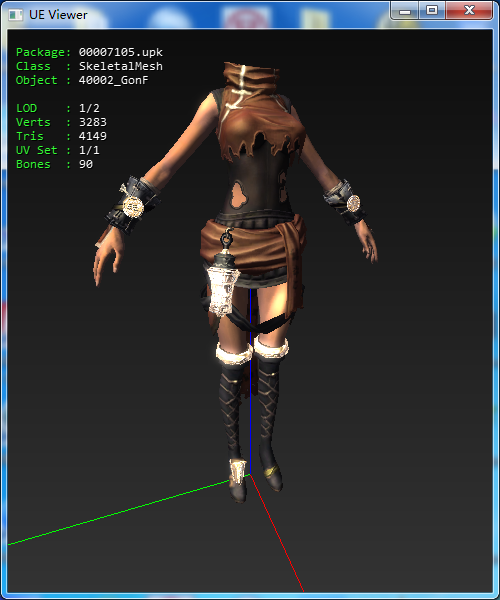 UE Viewer
Package: 00007105.upk
Class : SkeletalMesh
Object : 40002_GonF
LOD : 1/2
Verts : 3283
Tris : 4149
UV Set : 1/1
Bones : 90